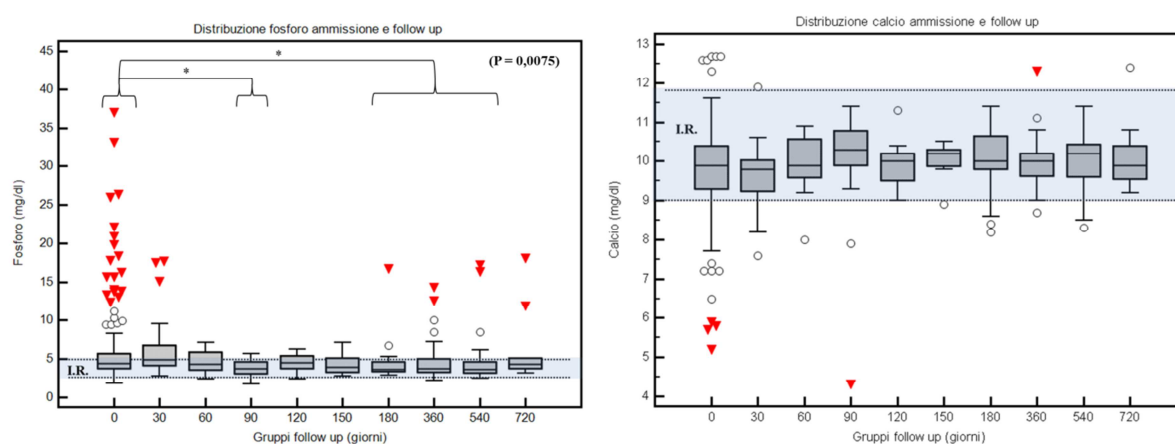 Distribuzione fosforo ammissione e follow up
45
40
35
30
25
20
15
10
5
0
Fosforo (mg/dl)
*
*
(P = 0,0075)
I.R.
0 30 60 90 120 150 180 360 540 720
Gruppi follow up (giorni)
Distribuzione calcio ammissione e follow up
13
12
11
10
9
8
7
6
5
4
Calcio (mg/dl)
I.R.
0 30 60 90 120 150 180 360 540 720
Gruppi follow up (giorni)